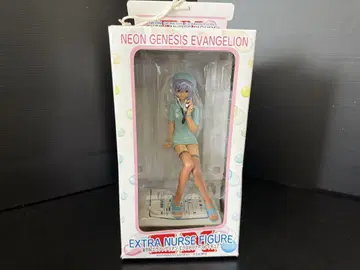 NEON GENESIS EVANGELION
EXTRA NURSE FIGURE